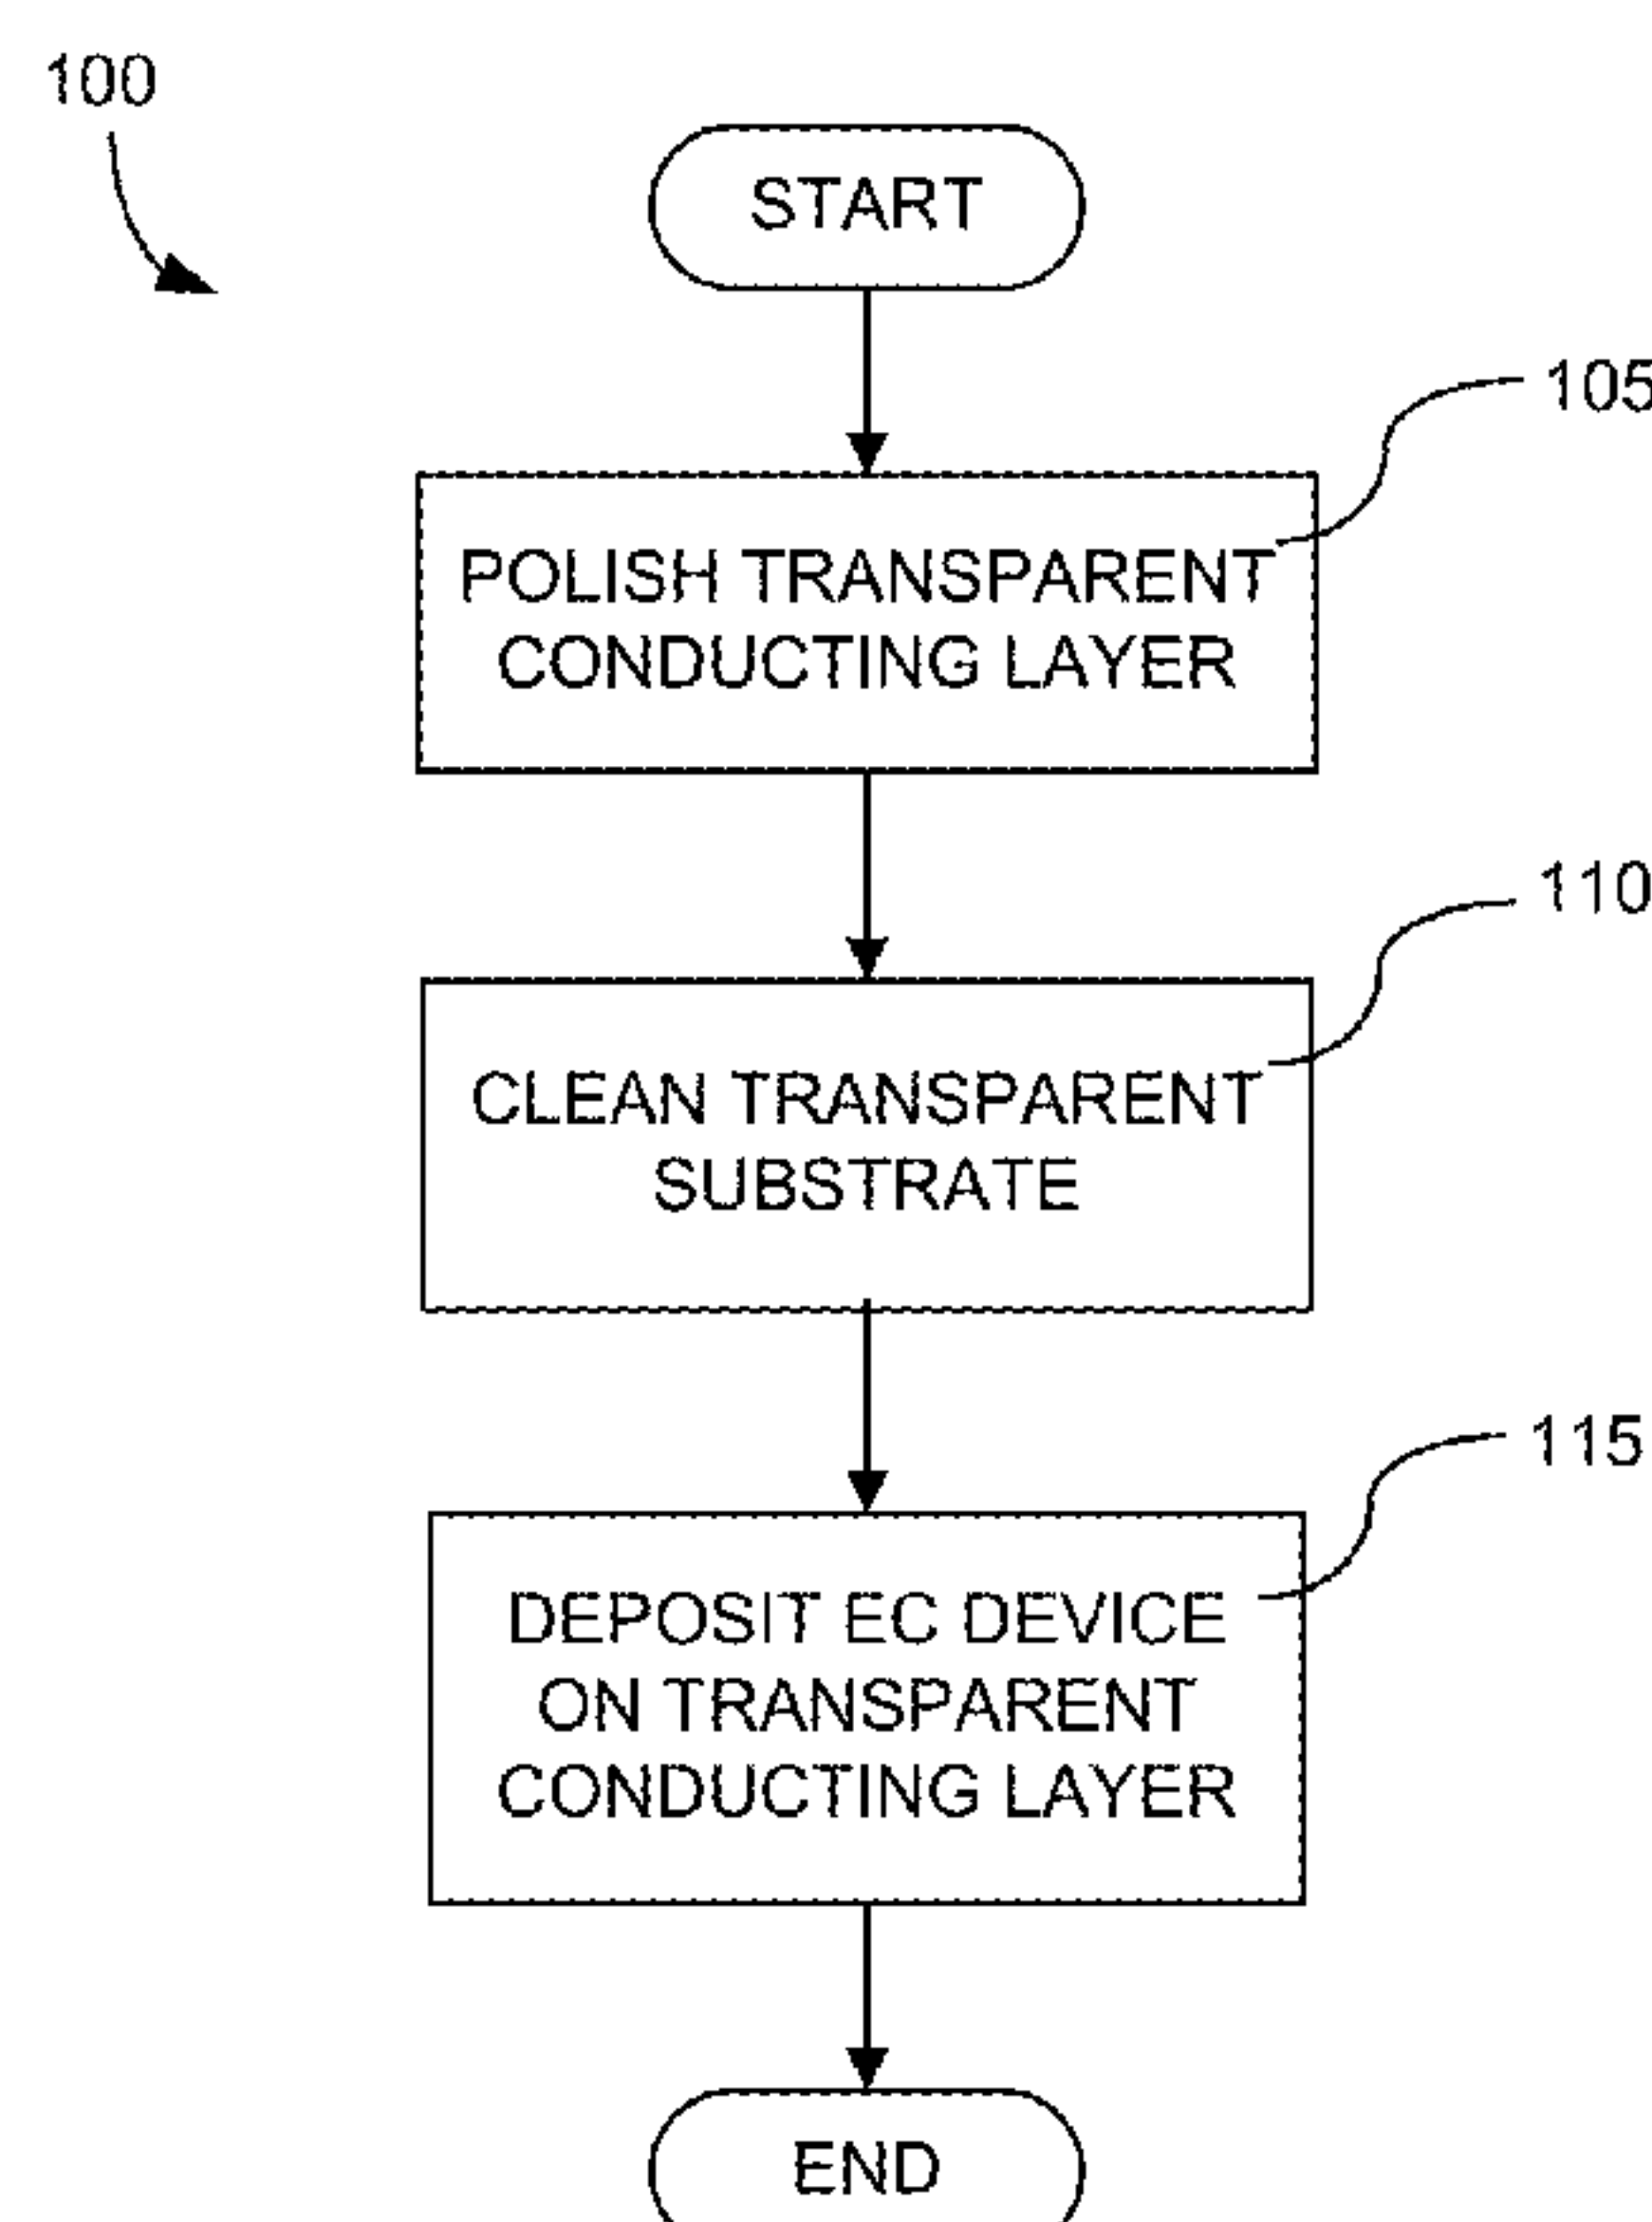 100
START
105
POLISH TRANSPARENT
CONDUCTING LAYER
110
CLEAN TRANSPARENT
SUBSTRATE
115
DEPOSIT EC DEVICE
ON TRANSPARENT
CONDUCTING LAYER
END